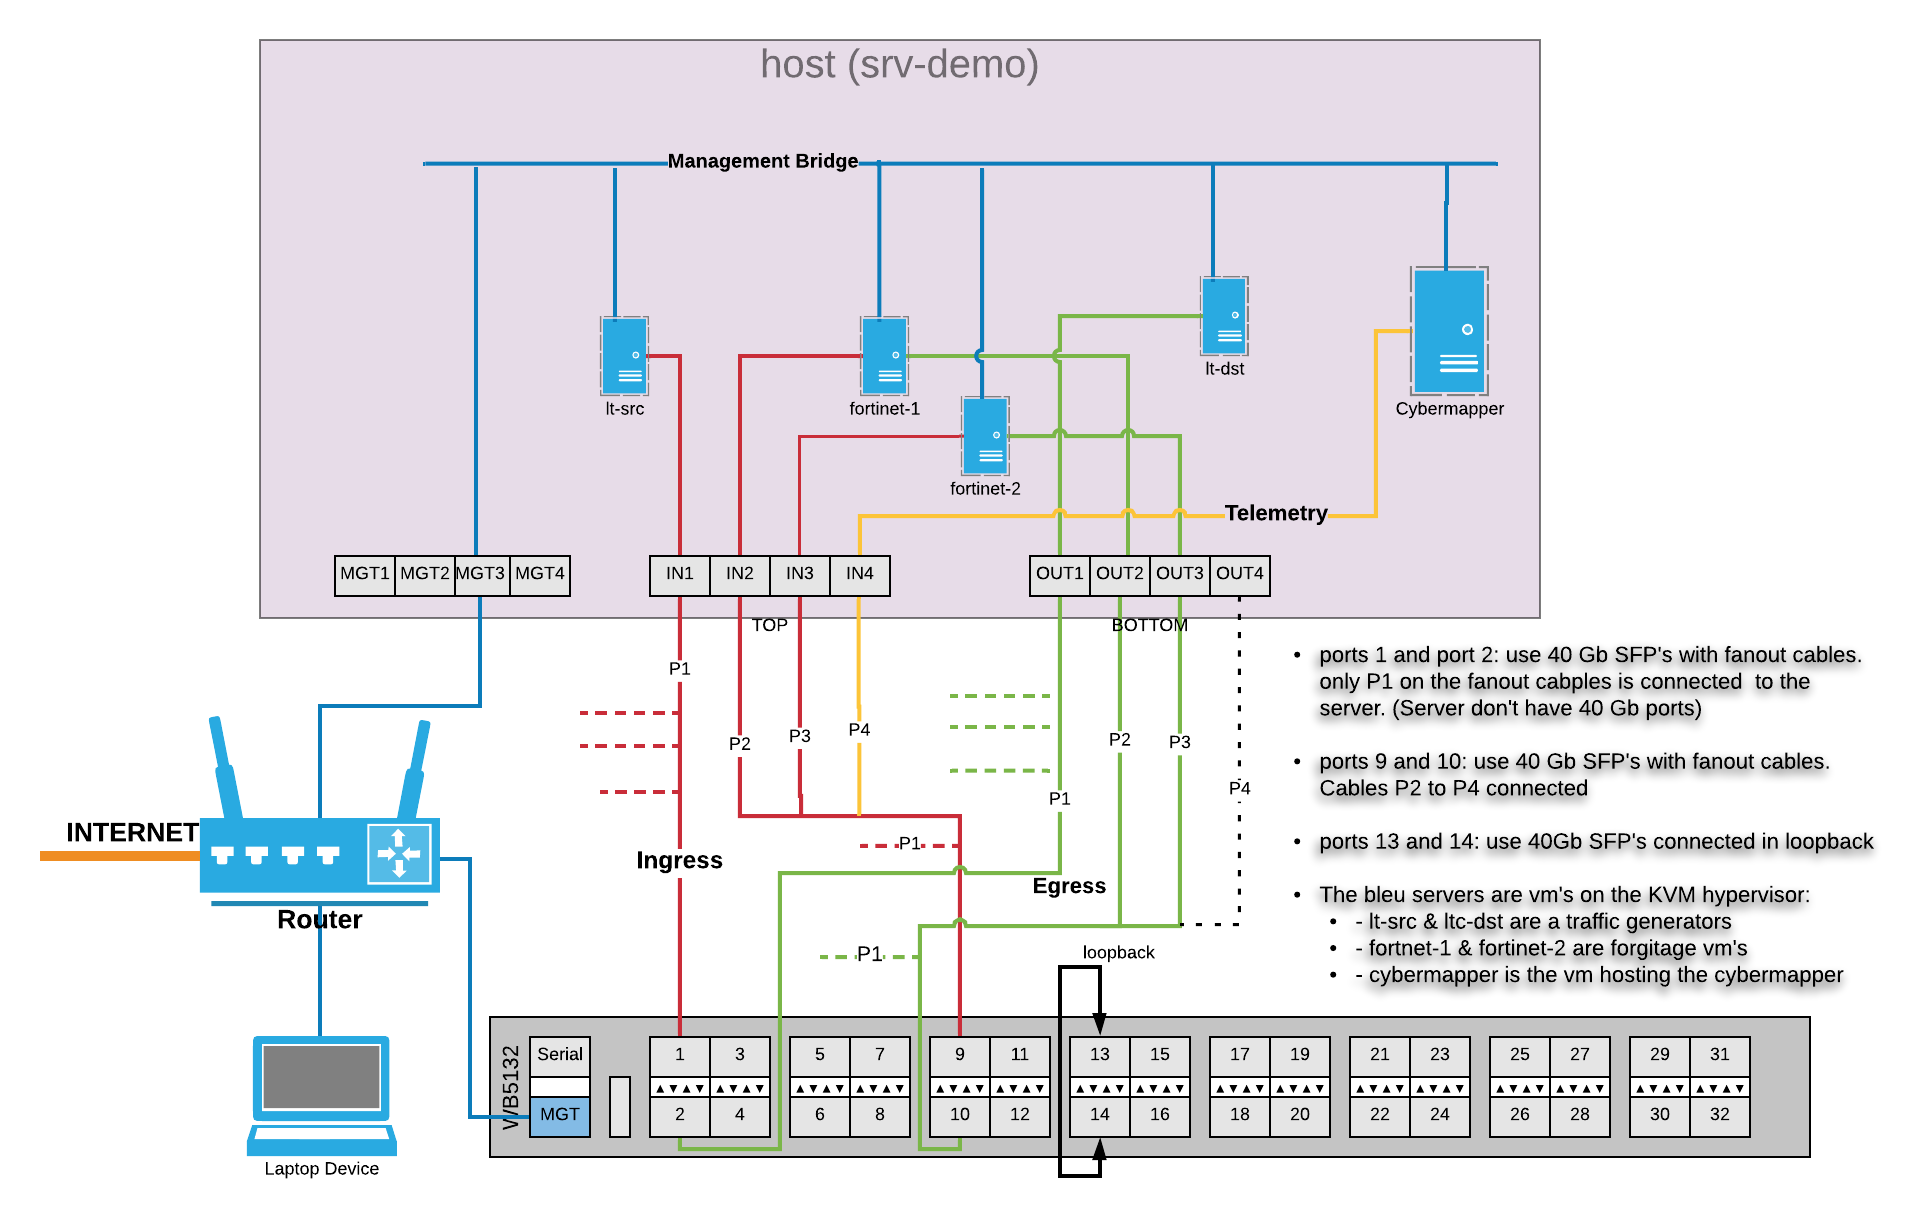 host (srv-demo)
Management Bridge
lt-src
fortinet-1
fortinet-2
lt-dst
Cybermapper
Telemetry
MGT1 MGT2 MGT3 MGT4
IN1 IN2 IN3 IN4
OUT1 OUT2 OUT3 OUT4
TOP
BOTTOM
P1
P2
P3
P4
P1
P2
P3
P4
P1
P1
Ingress
Egress
loopback
INTERNET
Router
Laptop Device
• ports 1 and port 2: use 40 Gb SFP's with fanout cables.
only P1 on the fanout cabples is connected to the
server. (Server don't have 40 Gb ports)
• ports 9 and 10: use 40 Gb SFP's with fanout cables.
Cables P2 to P4 connected
• ports 13 and 14: use 40Gb SFP's connected in loopback
• The bleu servers are vm's on the KVM hypervisor:
• - lt-src & ltc-dst are a traffic generators
• - fortnet-1 & fortinet-2 are forgitage vm's
• - cybermapper is the vm hosting the cybermapper
WB5132
Serial
MGT
1 3 5 7 9 11 13 15 17 19 21 23 25 27 29 31
2 4 6 8 10 12 14 16 18 20 22 24 26 28 30 32